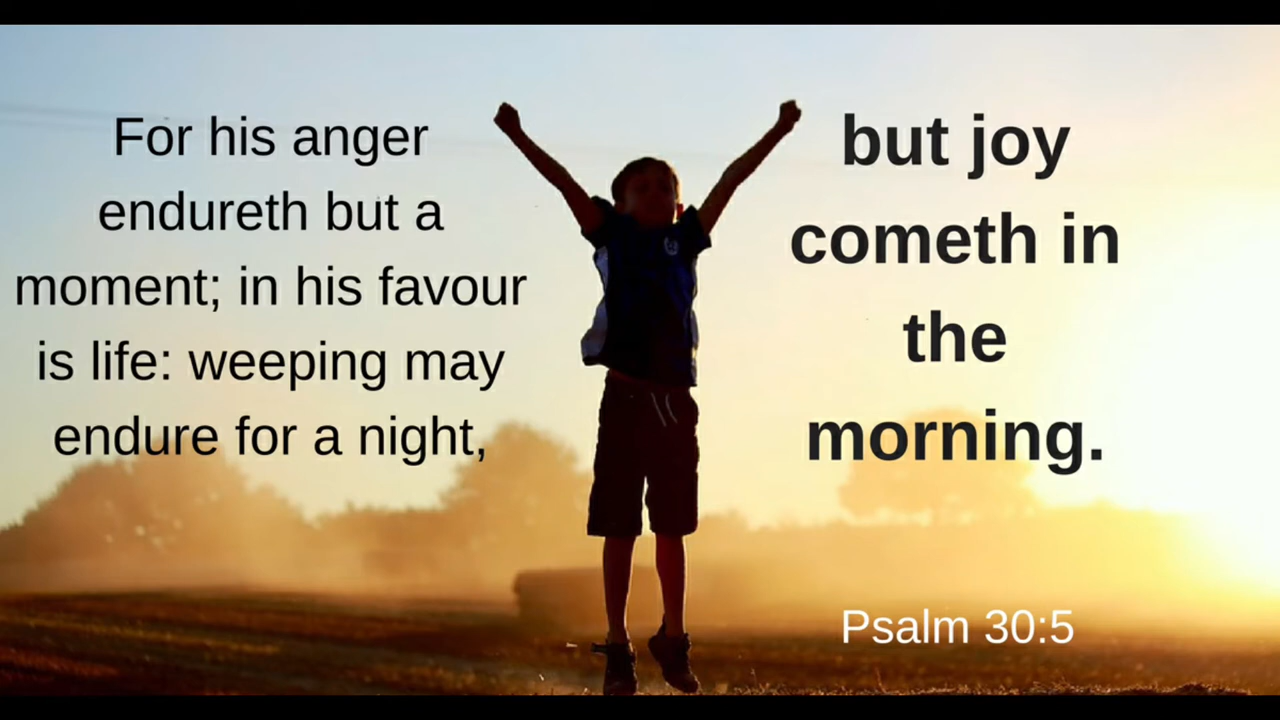 For his anger
endureth but a
moment; in his favour
is life: weeping may
endure for a night,
but joy
cometh in
the
morning.
Psalm 30:5